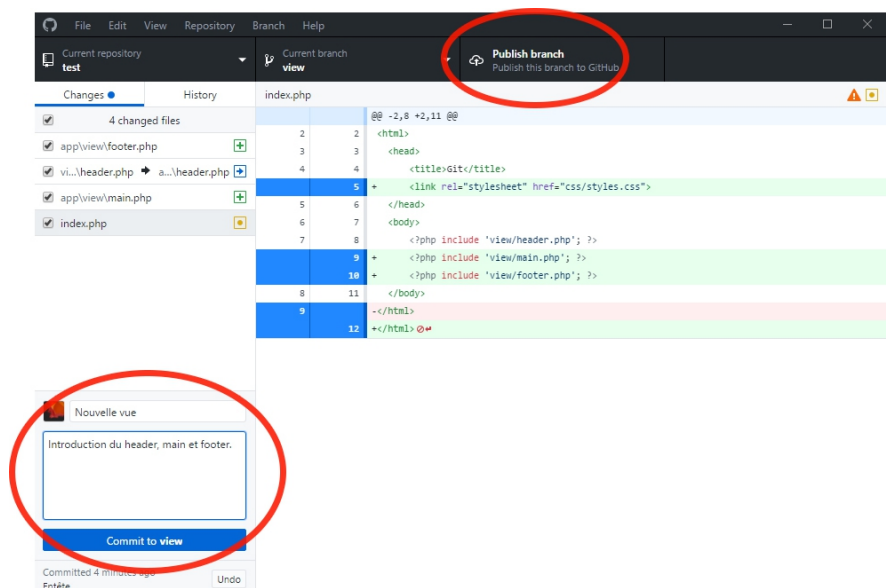 File Edit View Repository Branch Help
Current repository
test
Current branch
view
Publish branch
Publish this branch to GitHub
Changes History
index.php
4 changed files
app\view\footer.php
vi...\header.php a...\header.php
app\view\main.php
index.php
@@ -2,8 +2,11 @@
2 2 <html>
3 3 <head>
4 4 <title>Git</title>
5 + <link rel="stylesheet" href="css/styles.css">
5 6 </head>
6 7 <body>
7 8 <?php include 'view/header.php'; ?>
9 + <?php include 'view/main.php'; ?>
10 + <?php include 'view/footer.php'; ?>
8 11 </body>
9 -</html>
12 +</html>
Nouvelle vue
Introduction du header, main et footer.
Commit to view
Committed 4 minutes ago
Entête
Undo